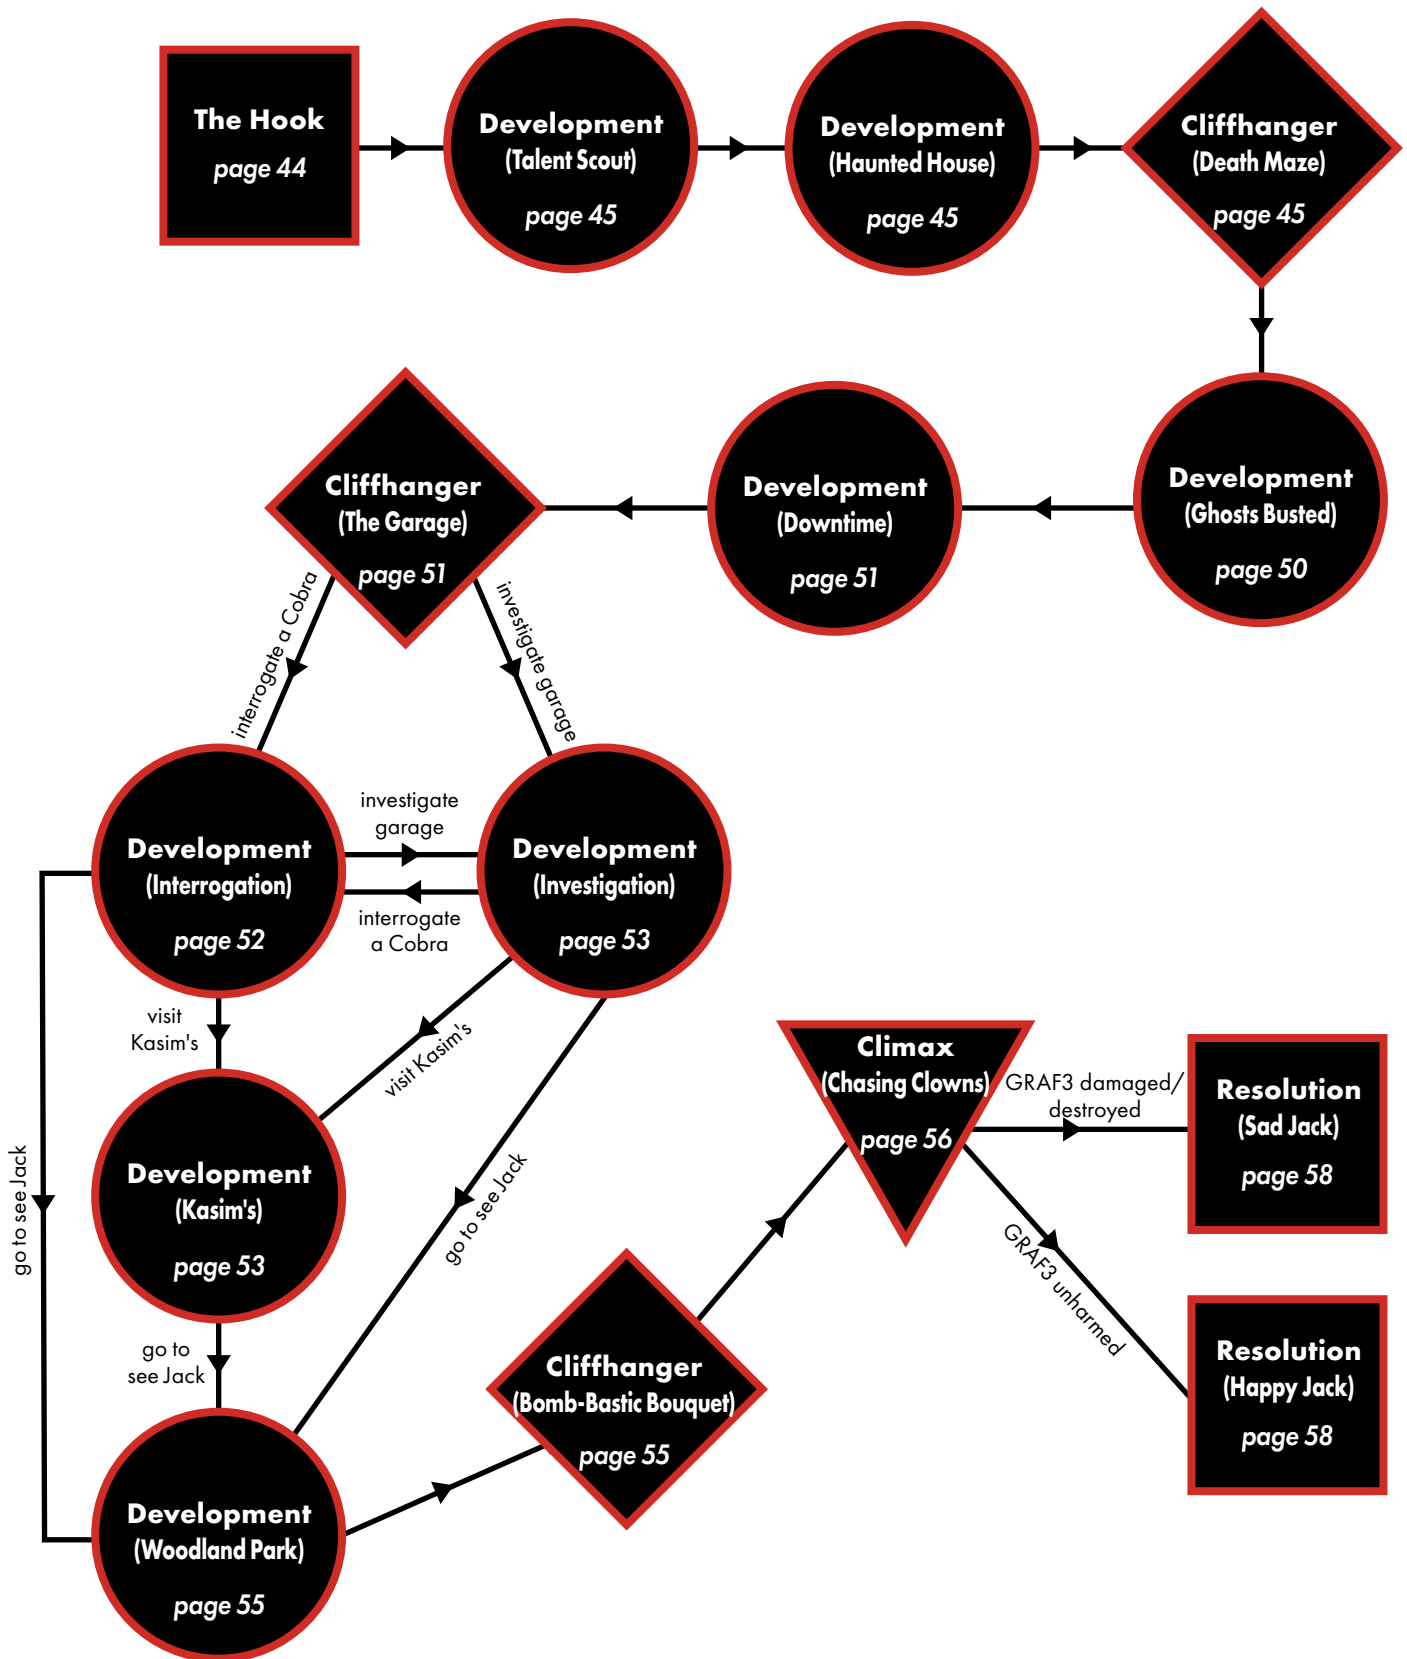 The Hook
page 44
Development
(Talent Scout)
page 45
Development
(Haunted House)
page 45
Cliffhanger
(Death Maze)
page 45
Cliffhanger
(The Garage)
page 51
Development
(Downtime)
page 51
Development
(Ghosts Busted)
page 50
interrogate a Cobra
investigate garage
Development
(Interrogation)
page 52
investigate
garage
interrogate
a Cobra
Development
(Investigation)
page 53
visit
Kasim's
visit Kasim's
go to see Jack
go to see Jack
Development
(Kasim's)
page 53
go to
see Jack
Development
(Woodland Park)
page 55
Cliffhanger
(Bomb-Bastic Bouquet)
page 55
Climax
(Chasing Clowns)
page 56
GRAF3 damaged/
destroyed
GRAF3 unharmed
Resolution
(Sad Jack)
page 58
Resolution
(Happy Jack)
page 58